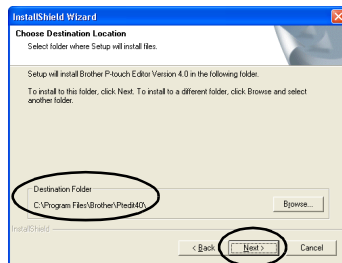 InstallShield Wizard
Choose Destination Location
Select folder where Setup will install files.
Setup will install Brother P-touch Editor Version 4.0 in the following folder.
To install to this folder, click Next. To install to a different folder, click Browse and select
another folder.
Destination Folder
C:\Program Files\Brother\Ptedit40\
Browse...
InstallShield
< Back
Next >
Cancel